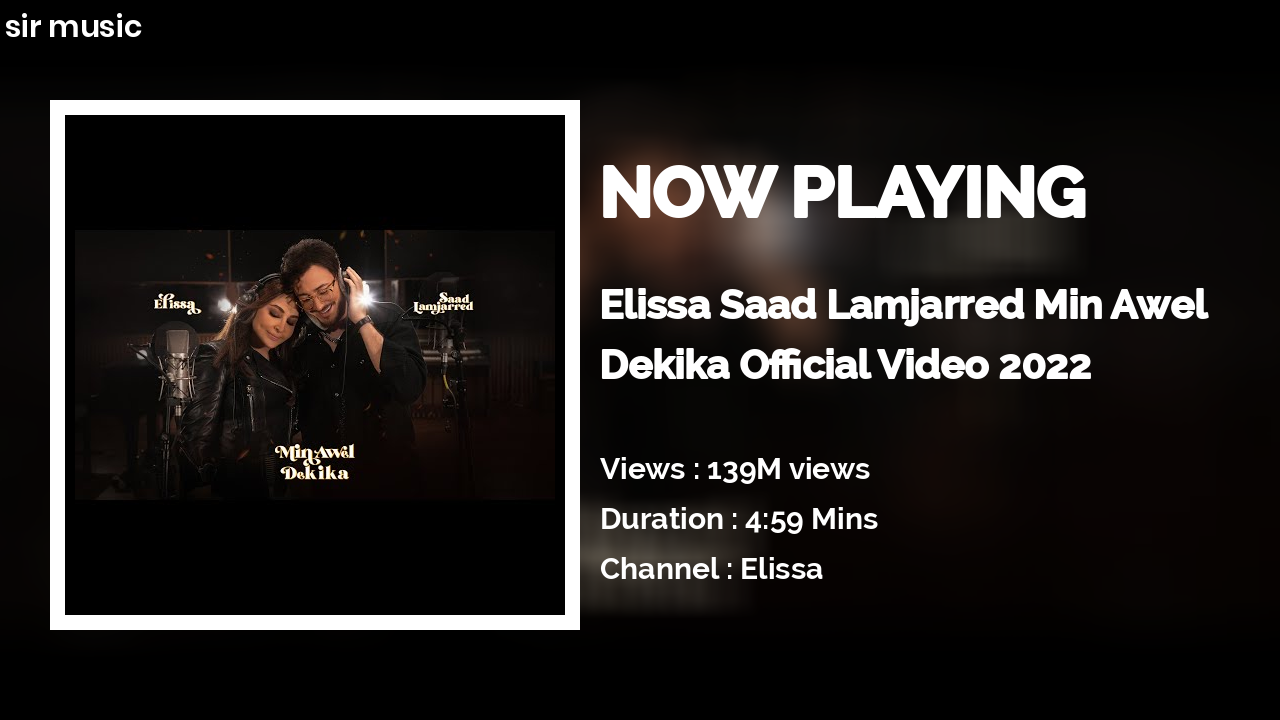 sir music
NOW PLAYING
Elissa Saad Lamjarred Min Awel
Dekika Official Video 2022
Views : 139M views
Duration : 4:59 Mins
Channel : Elissa
Elissa
Saad
Lamjarred
Min Awel
Dekika